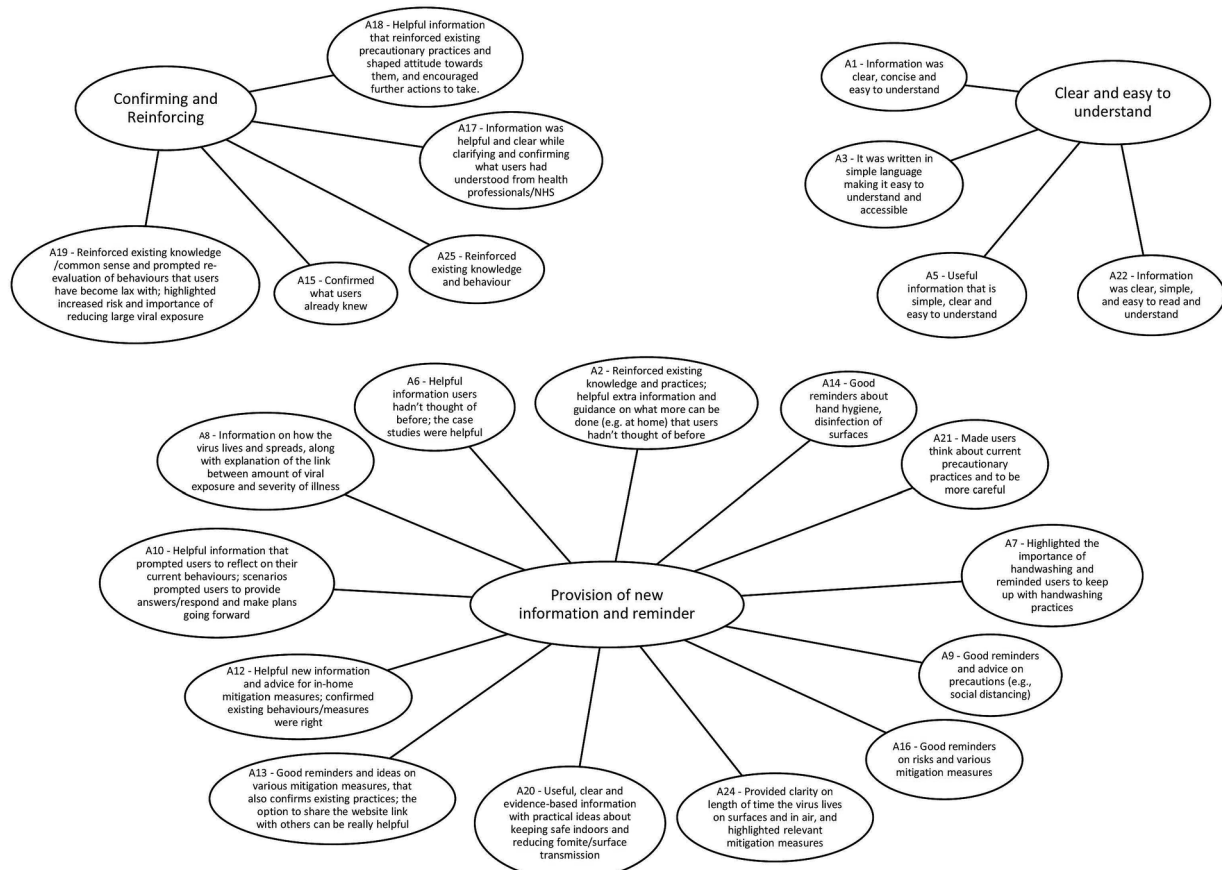 A18 - Helpful information
that reinforced existing
precautionary practices and
shaped attitude towards
them, and encouraged
further actions to take.
Confirming and
Reinforcing
A17 - Information was
helpful and clear while
clarifying and confirming
what users had
understood from health
professionals/NHS
A19 - Reinforced existing knowledge
/common sense and prompted re-
evaluation of behaviours that users
have become lax with; highlighted
increased risk and importance of
reducing large viral exposure
A15 - Confirmed
what users
already knew
A25 - Reinforced
existing knowledge
and behaviour
A1 - Information was
clear, concise and
easy to understand
Clear and easy to
understand
A3 - It was written in
simple language
making it easy to
understand and
accessible
A5 - Useful
information that is
simple, clear and
easy to understand
A22 - Information
was clear, simple,
and easy to read and
understand
A6 - Helpful
information users
hadn't thought of
before; the case
studies were helpful
A2 - Reinforced existing
knowledge and practices;
helpful extra information and
guidance on what more can be
done (e.g. at home) that users
hadn't thought of before
A14 - Good
reminders about
hand hygiene,
disinfection of
surfaces
A8 - Information on how the
virus lives and spreads, along
with explanation of the link
between amount of viral
exposure and severity of illness
A21 - Made users
think about current
precautionary
practices and to be
more careful
A10 - Helpful information that
prompted users to reflect on their
current behaviours; scenarios
prompted users to provide
answers/respond and make plans
going forward
A7 - Highlighted the
importance of
handwashing and
reminded users to keep
up with handwashing
practices
Provision of new
information and reminder
A12 - Helpful new information
and advice for in-home
mitigation measures; confirmed
existing behaviours/measures
were right
A9 - Good reminders
and advice on
precautions (e.g.,
social distancing)
A16 - Good reminders
on risks and various
mitigation measures
A13 - Good reminders and ideas on
various mitigation measures, that
also confirms existing practices; the
option to share the website link
with others can be really helpful
A20 - Useful, clear and
evidence-based information
with practical ideas about
keeping safe indoors and
reducing fomite/surface
transmission
A24 - Provided clarity on
length of time the virus lives
on surfaces and in air, and
highlighted relevant
mitigation measures